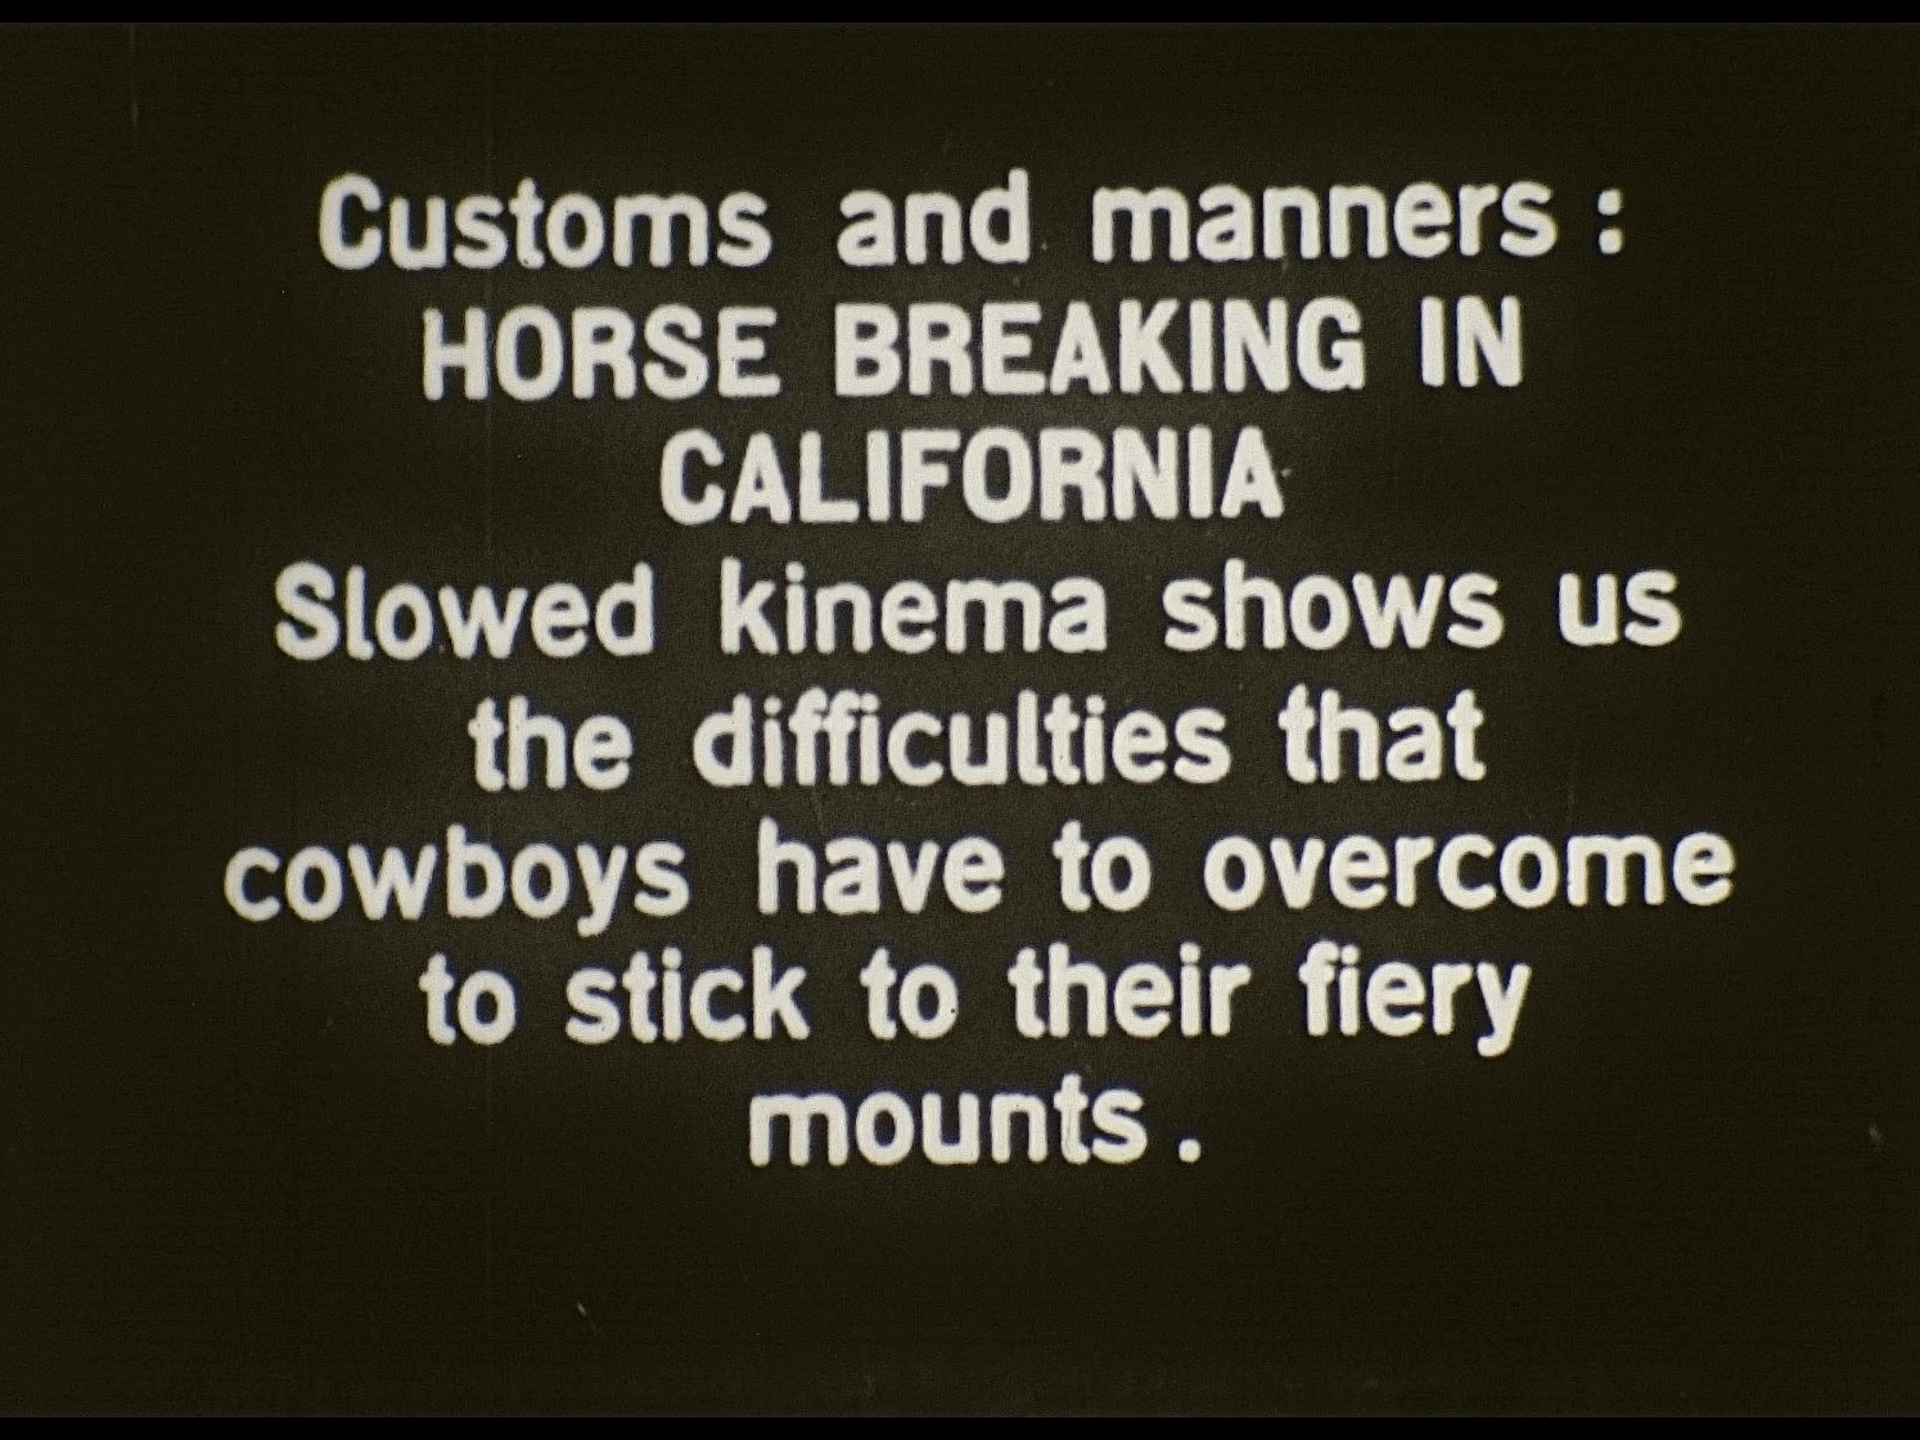 Customs and manners :
HORSE BREAKING IN
CALIFORNIA
Slowed kinema shows us
the difficulties that
cowboys have to overcome
to stick to their fiery
mounts .